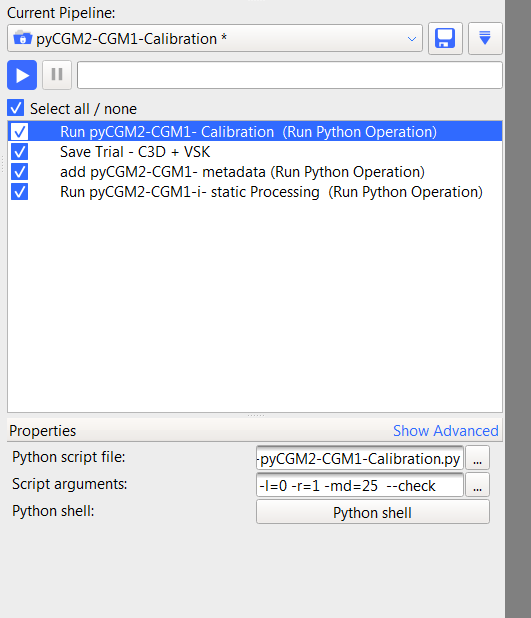 Current Pipeline:
pyCGM2-CGM1-Calibration *
Select all / none
Run pyCGM2-CGM1- Calibration  (Run Python Operation)
Save Trial - C3D + VSK
add pyCGM2-CGM1- metadata (Run Python Operation)
Run pyCGM2-CGM1-i- static Processing  (Run Python Operation)
Properties Show Advanced
Python script file: -pyCGM2-CGM1-Calibration.py ...
Script arguments: -l=0 -r=1 -md=25  --check ...
Python shell: Python shell